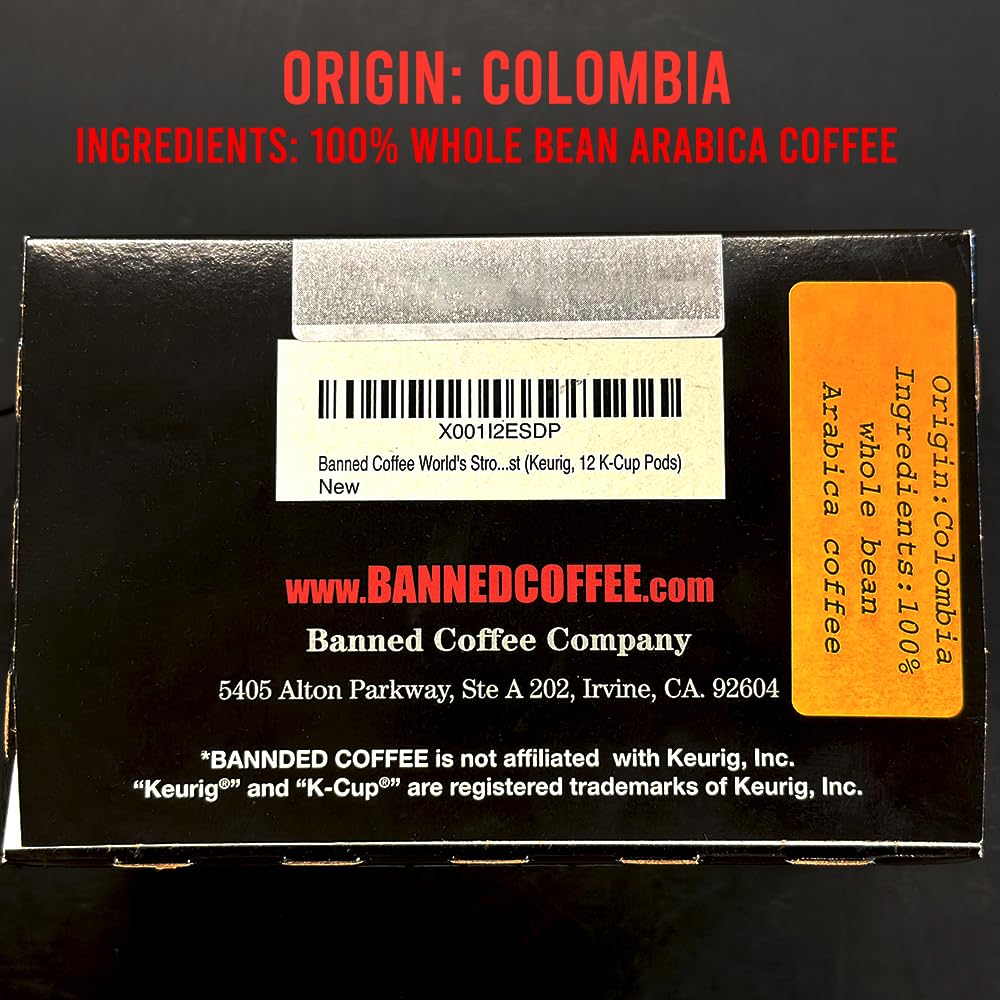 ORIGIN: COLOMBIA
INGREDIENTS: 100% WHOLE BEAN ARABICA COFFEE
X001I2ESDP
Banned Coffee World's Stro...st (Keurig, 12 K-Cup Pods)
New
Origin:Colombia
Ingredients:100%
whole bean
Arabica coffee
www.BANNEDCOFFEE.com
Banned Coffee Company
5405 Alton Parkway, Ste A 202, Irvine, CA. 92604
*BANNDED COFFEE is not affiliated with Keurig, Inc.
“Keurig®” and “K-Cup®” are registered trademarks of Keurig, Inc.